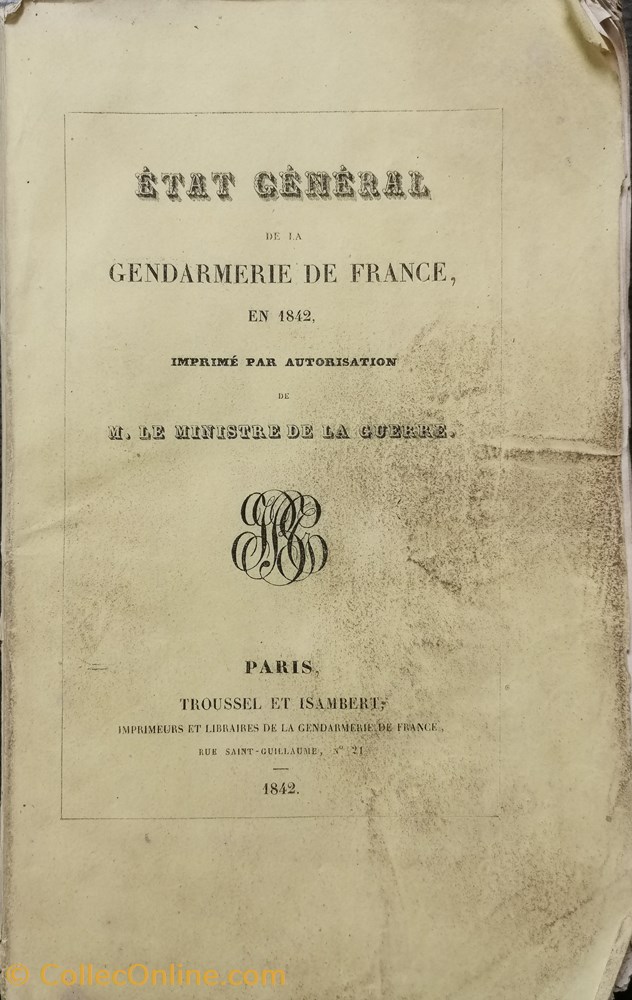 ÉTAT GÉNÉRAL
DE LA
GENDARMERIE DE FRANCE,
EN 1842,
IMPRIMÉ PAR AUTORISATION
DE
M. LE MINISTRE DE LA GUERRE.
PARIS,
TROUSSEL ET ISAMBERT,
IMPRIMEURS ET LIBRAIRES DE LA GENDARMERIE DE FRANCE,
RUE SAINT-GUILLAUME, Nº 21
1842.
© CollecOnline.com